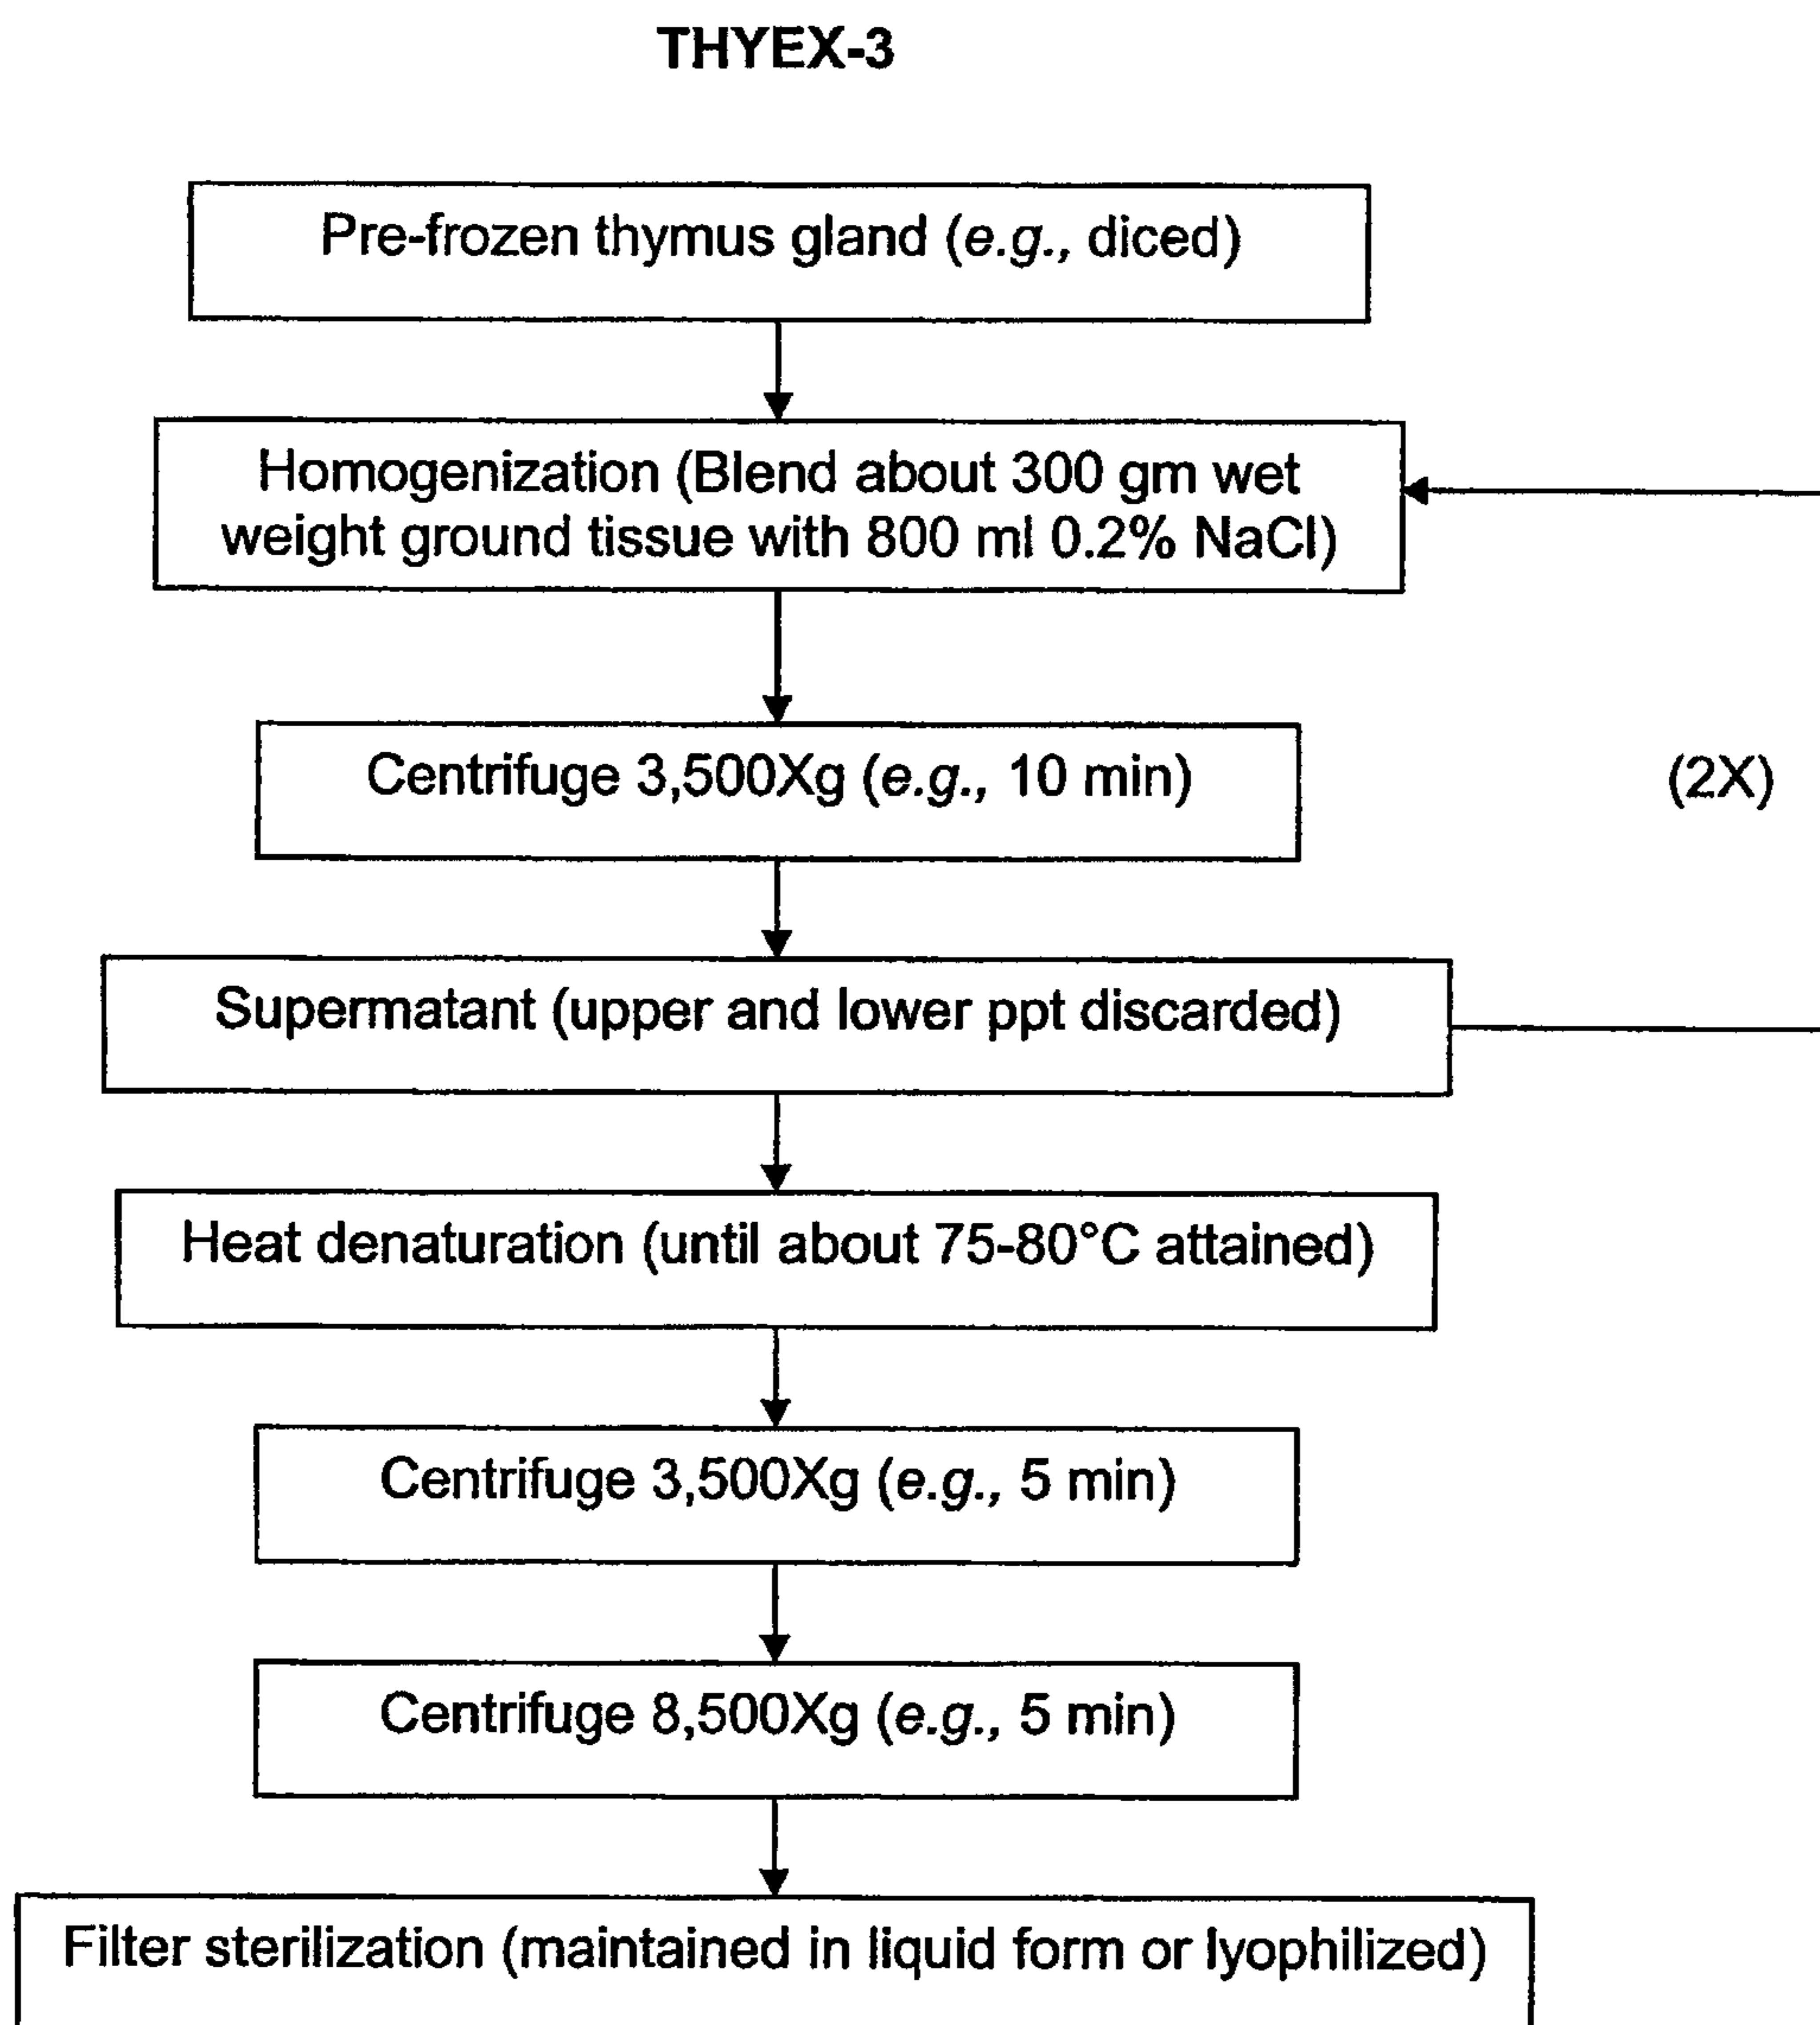 THYEX-3
Pre-frozen thymus gland (e.g., diced)
Homogenization (Blend about 300 gm wet
weight ground tissue with 800 ml 0.2% NaCl)
Centrifuge 3,500Xg (e.g., 10 min)
(2X)
Supermatant (upper and lower ppt discarded)
Heat denaturation (until about 75-80°C attained)
Centrifuge 3,500Xg (e.g., 5 min)
Centrifuge 8,500Xg (e.g., 5 min)
Filter sterilization (maintained in liquid form or lyophilized)